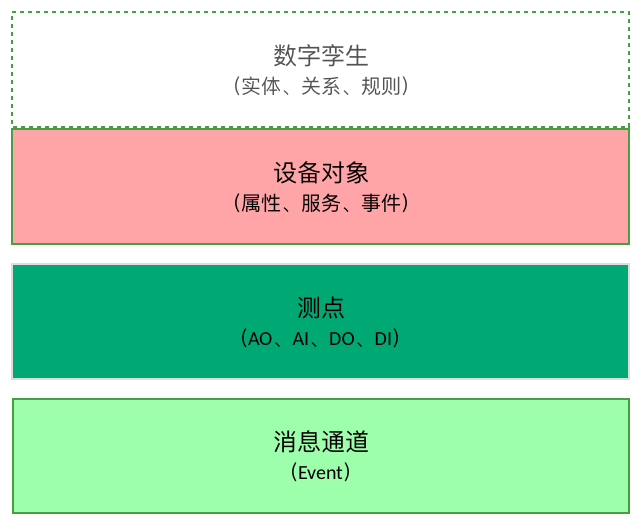 数字孪生
（实体、关系、规则）
设备对象
（属性、服务、事件）
测点
（AO、AI、DO、DI）
消息通道
（Event）